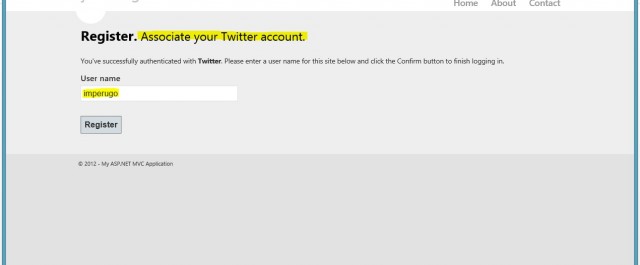 Home About Contact
Register. Associate your Twitter account.
You've successfully authenticated with Twitter. Please enter a user name for this site below and click the Confirm button to finish logging in.
User name
imperugo
Register
© 2012 - My ASP.NET MVC Application